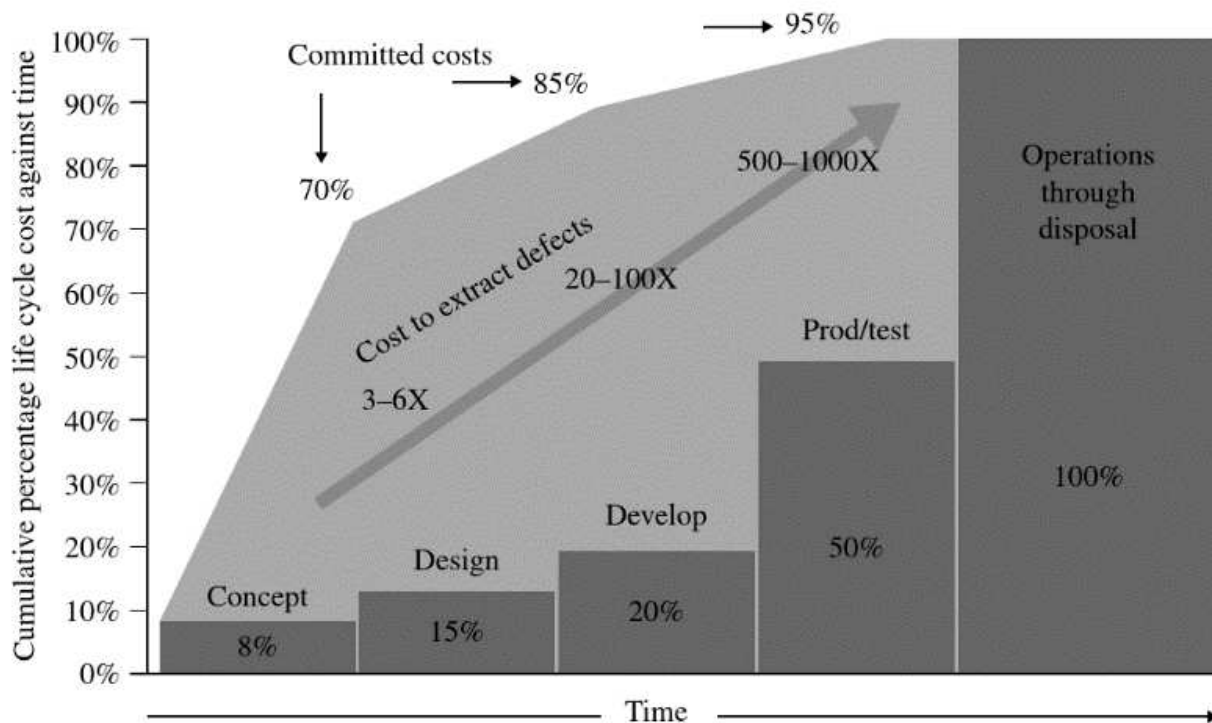 Cumulative percentage life cycle cost against time
100%
90%
80%
70%
60%
50%
40%
30%
20%
10%
0%
Committed costs
70%
85%
95%
Cost to extract defects
3–6X
20–100X
500–1000X
Concept
8%
Design
15%
Develop
20%
Prod/test
50%
Operations
through
disposal
100%
Time